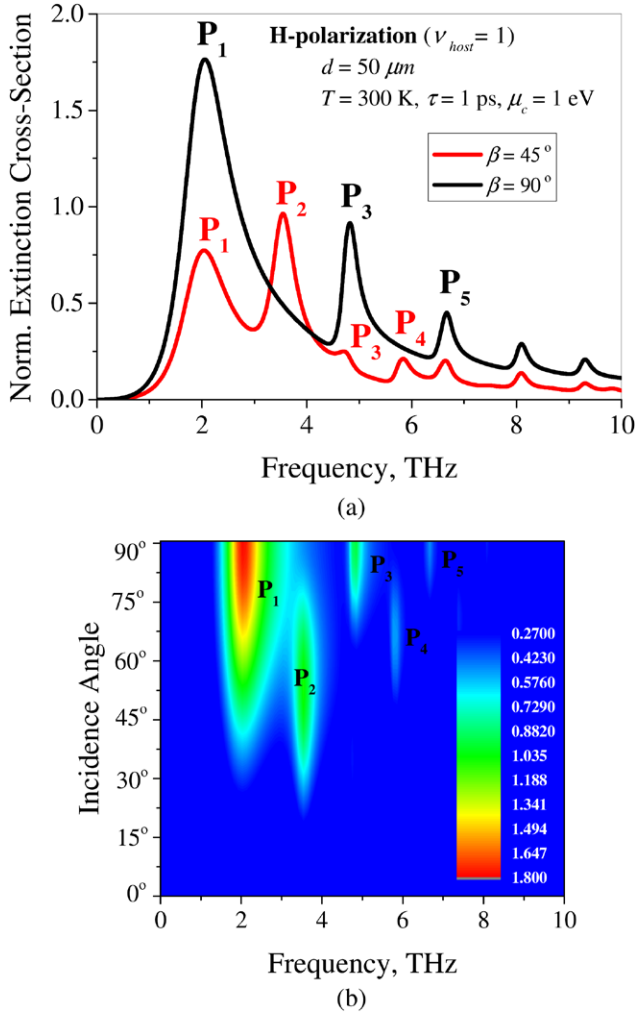 H-polarization (ν_host = 1)
d = 50 μm
T = 300 K, τ = 1 ps, μ_c = 1 eV
β = 45 °
β = 90 °
P₁
P₂
P₁
P₃
P₅
P₃
P₄
Norm. Extinction Cross-Section
2.0
1.5
1.0
0.5
0.0
0 2 4 6 8 10
Frequency, THz
(a)
Incidence Angle
90°
75°
60°
45°
30°
15°
0°
P₁
P₃
P₅
P₄
P₂
0.2700
0.4230
0.5760
0.7290
0.8820
1.035
1.188
1.341
1.494
1.647
1.800
0 2 4 6 8 10
Frequency, THz
(b)